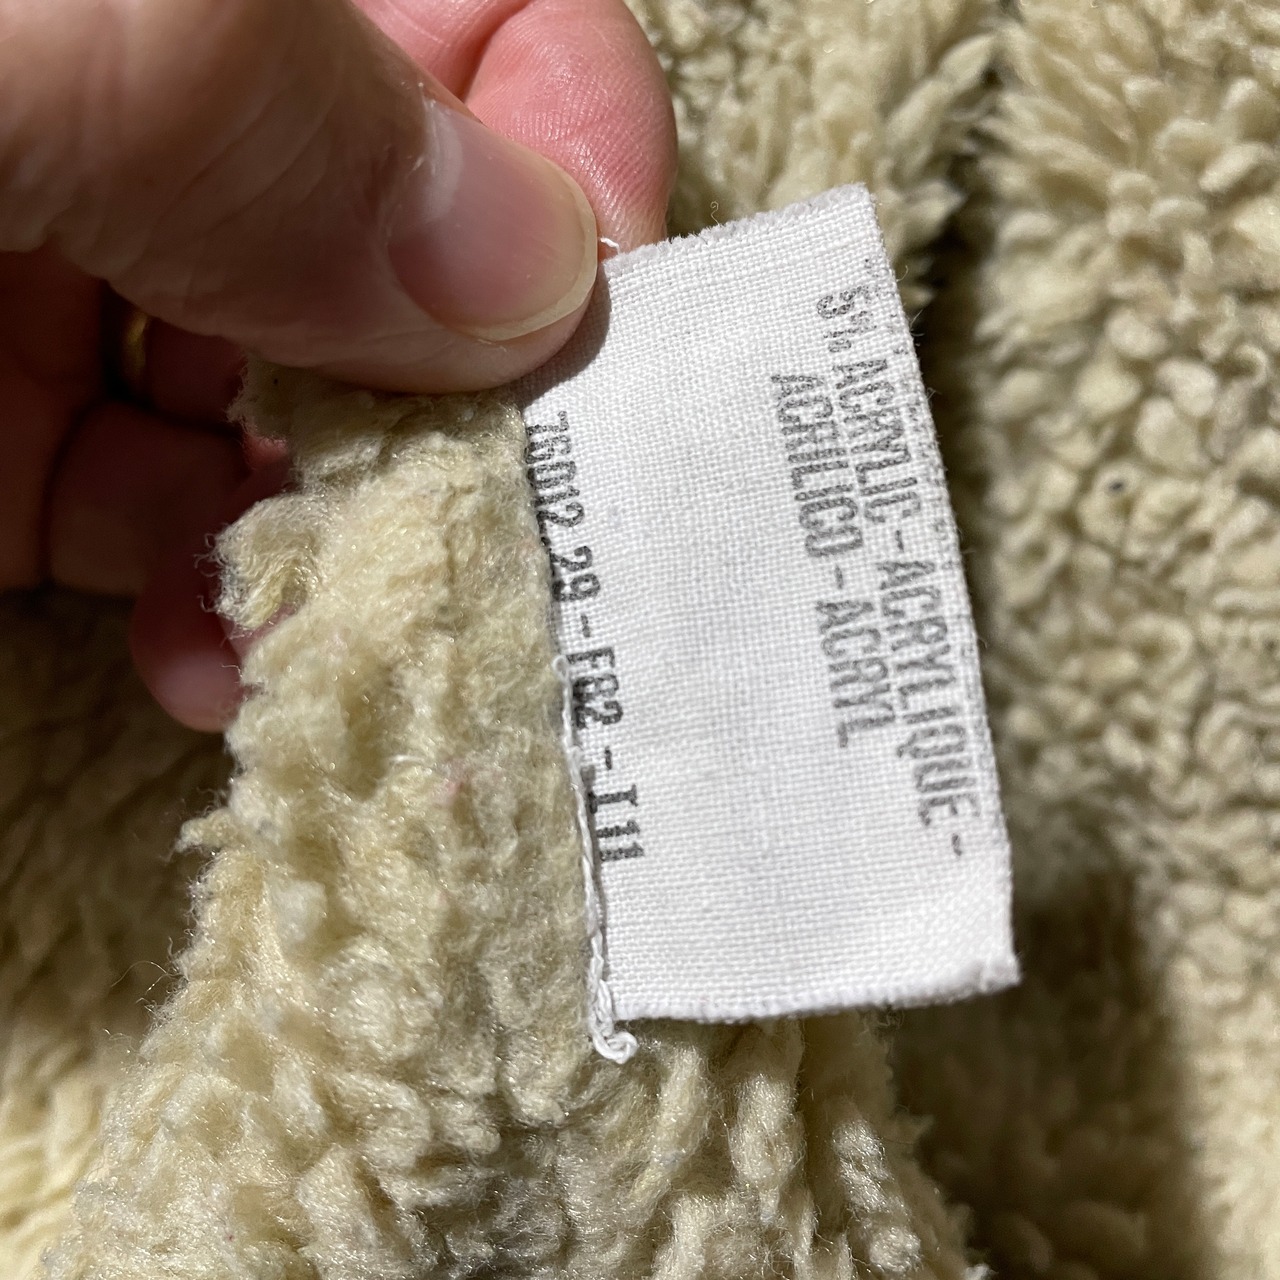 5% ACRYLIC - ACRYLIQUE -
ACRILICO - ACRYL
76012.29 - F82 - I11